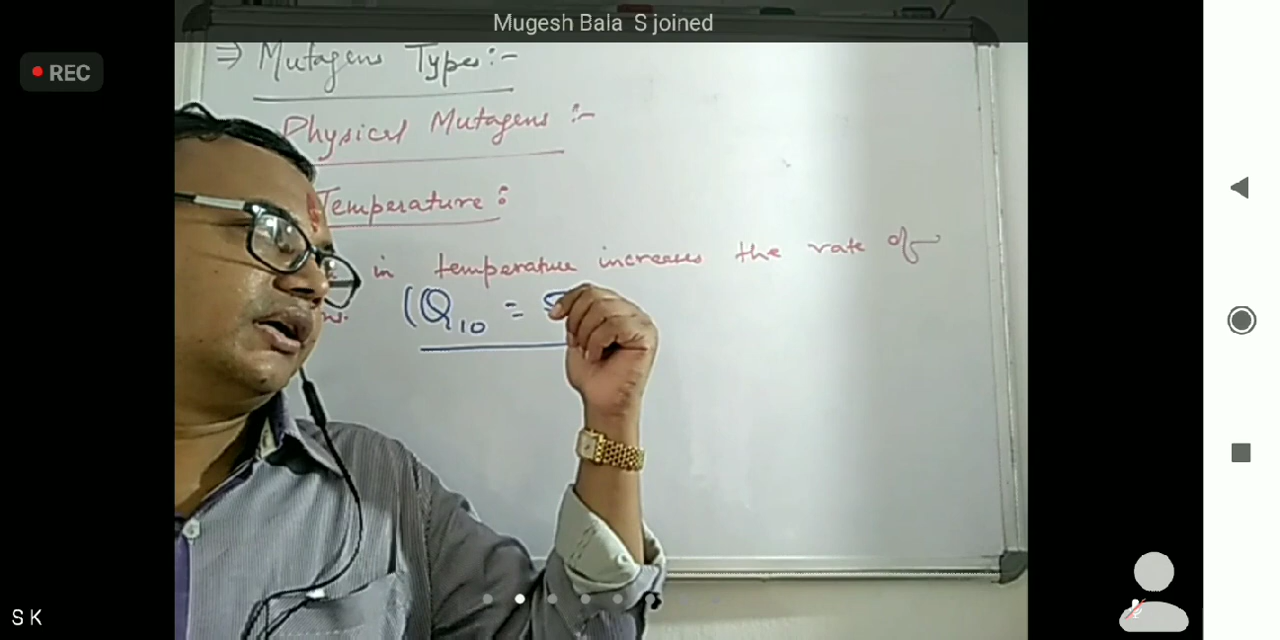 Mugesh Bala S joined
REC
⇒ Mutagens Types :-
Physical Mutagens :-
Temperature :
in temperature increases the rate of
(Q10 =
S K